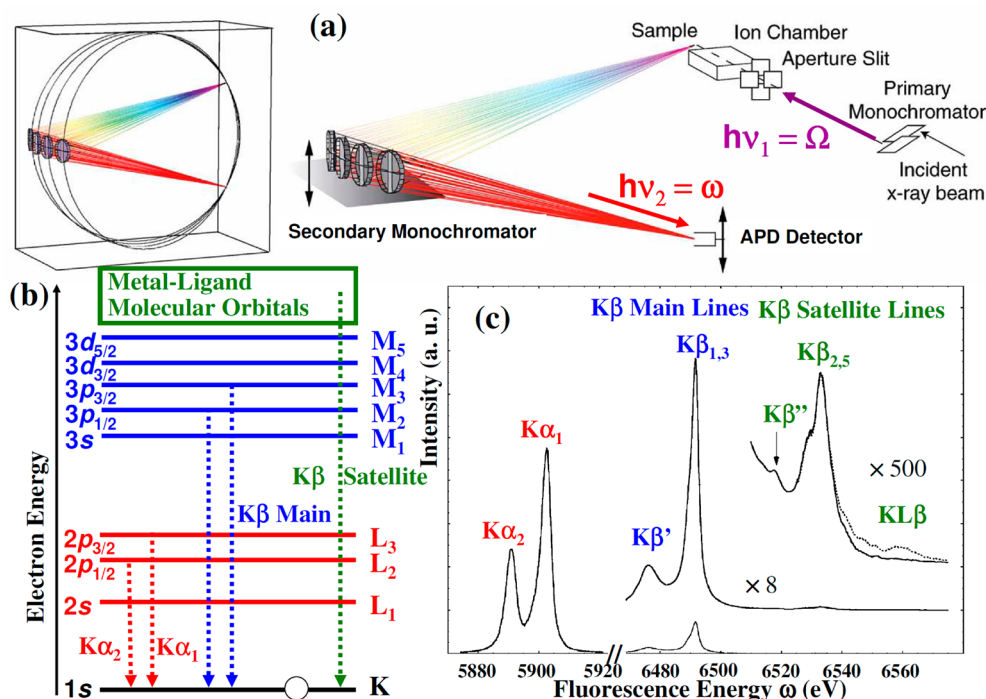 (a)
Sample
Ion Chamber
Aperture Slit
Primary
Monochromator
hν₁ = Ω
Incident
x-ray beam
hν₂ = ω
Secondary Monochromator
APD Detector
(b)
Metal-Ligand
Molecular Orbitals
3d5/2 M5
3d3/2 M4
3p3/2 M3
3p1/2 M2
3s M1
Kβ Satellite
Kβ Main
2p3/2 L3
2p1/2 L2
2s L1
Kα2 Kα1
1s K
Electron Energy
(c)
Kβ Main Lines
Kβ Satellite Lines
Kβ1,3
Kβ2,5
Kβ''
Kα1
× 500
Kα2
Kβ'
KLβ
× 8
Intensity (a. u.)
5880 5900 5920 6480 6500 6520 6540 6560
Fluorescence Energy ω (eV)